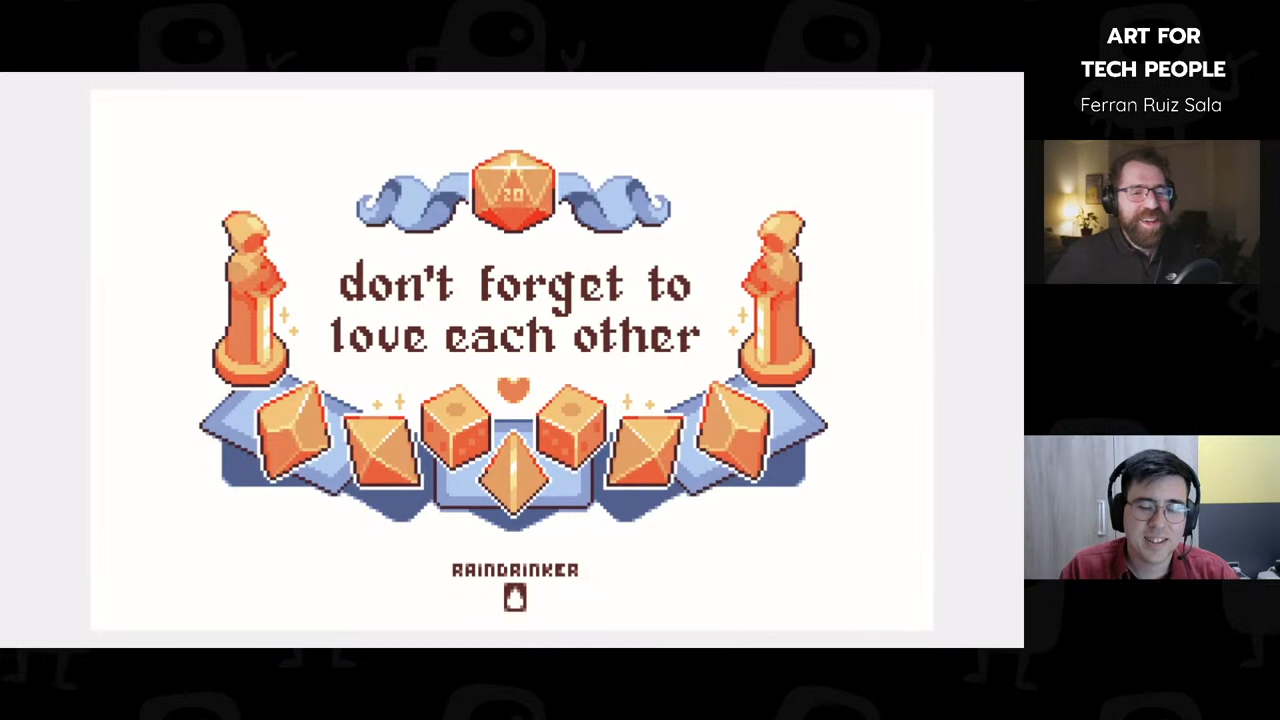 ART FOR
TECH PEOPLE
Ferran Ruiz Sala
20
don't forget to
love each other
RAINDRINKER